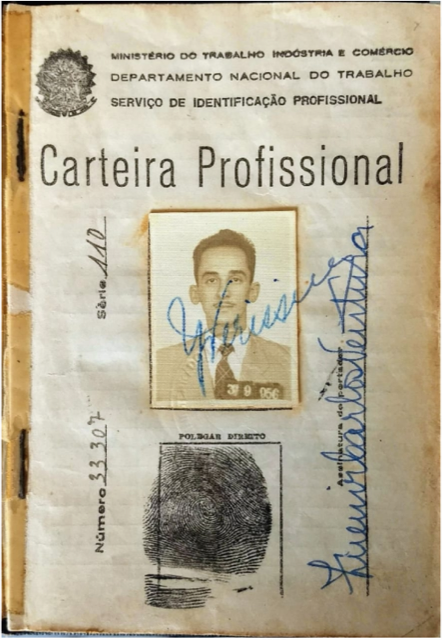 MINISTÉRIO DO TRABALHO INDÚSTRIA E COMÉRCIO
DEPARTAMENTO NACIONAL DO TRABALHO
SERVIÇO DE IDENTIFICAÇÃO PROFISSIONAL
Carteira Profissional
Série 110
Número 33307
POLEGAR DIREITO
Assinatura do portador